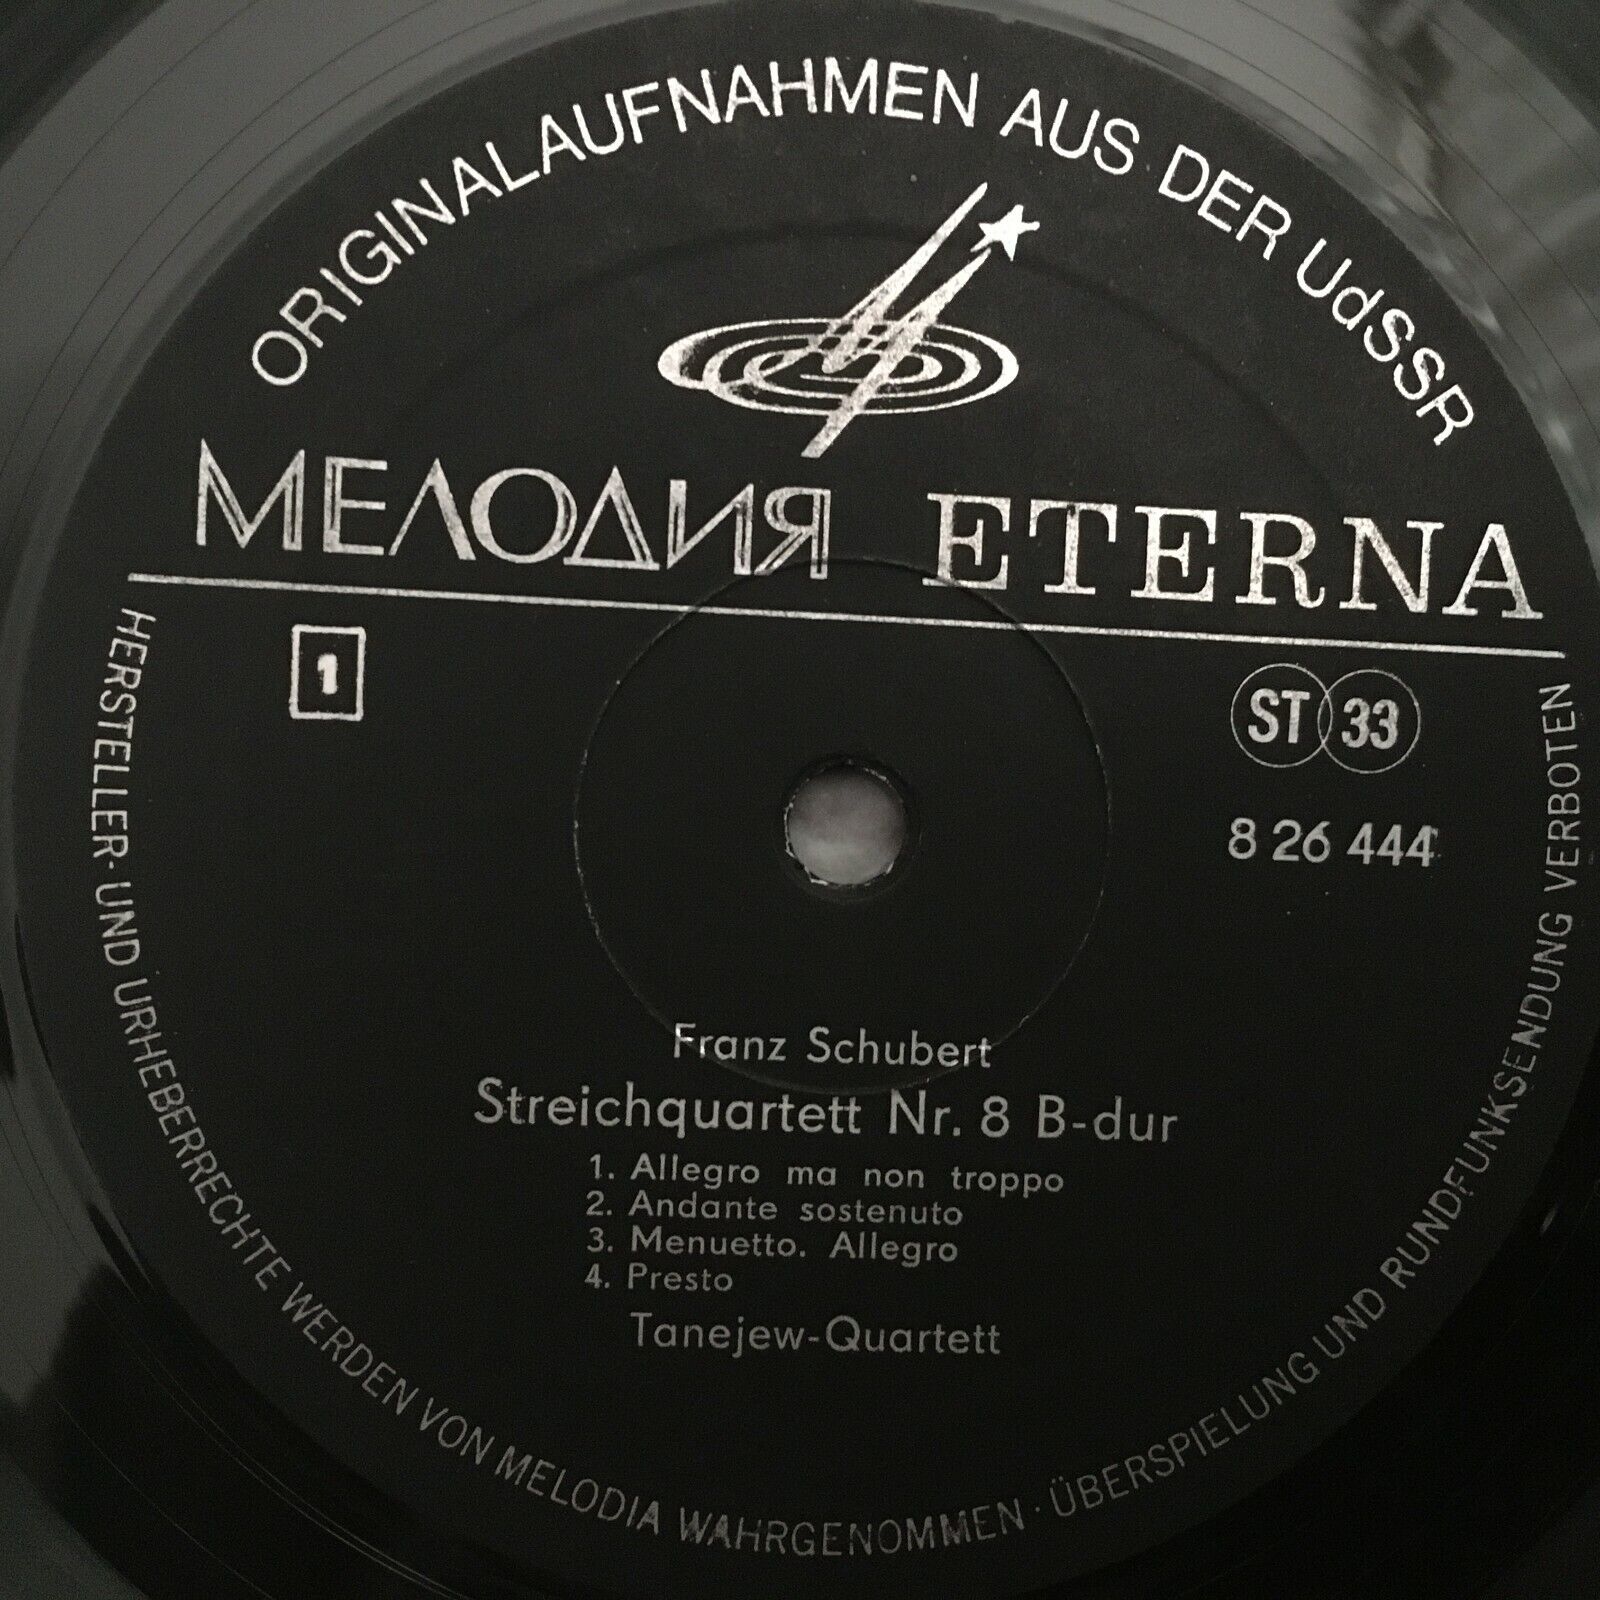 ORIGINALAUFNAHMEN AUS DER UdSSR
МЕЛОДИЯ ETERNA
1
ST 33
8 26 444
Franz Schubert
Streichquartett Nr. 8 B-dur
1. Allegro ma non troppo
2. Andante sostenuto
3. Menuetto. Allegro
4. Presto
Tanejew-Quartett
HERSTELLER- UND URHEBERRECHTE WERDEN VON MELODIA WAHRGENOMMEN · ÜBERSPIELUNG UND RUNDFUNKSENDUNG VERBOTEN